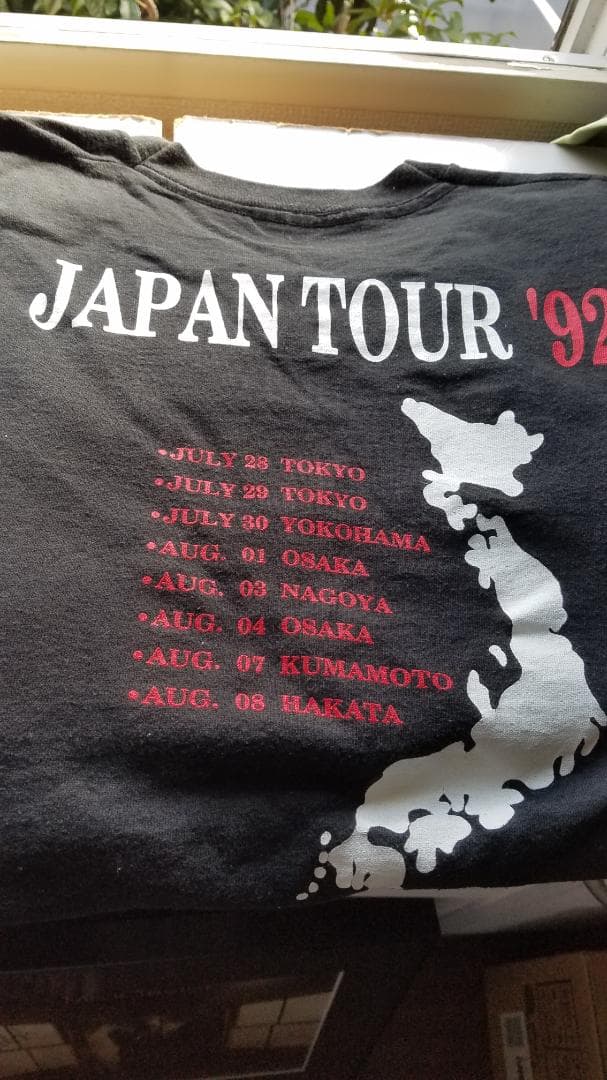 JAPAN TOUR '92
•JULY 28 TOKYO
•JULY 29 TOKYO
•JULY 30 YOKOHAMA
•AUG. 01 OSAKA
•AUG. 03 NAGOYA
•AUG. 04 OSAKA
•AUG. 07 KUMAMOTO
•AUG. 08 HAKATA